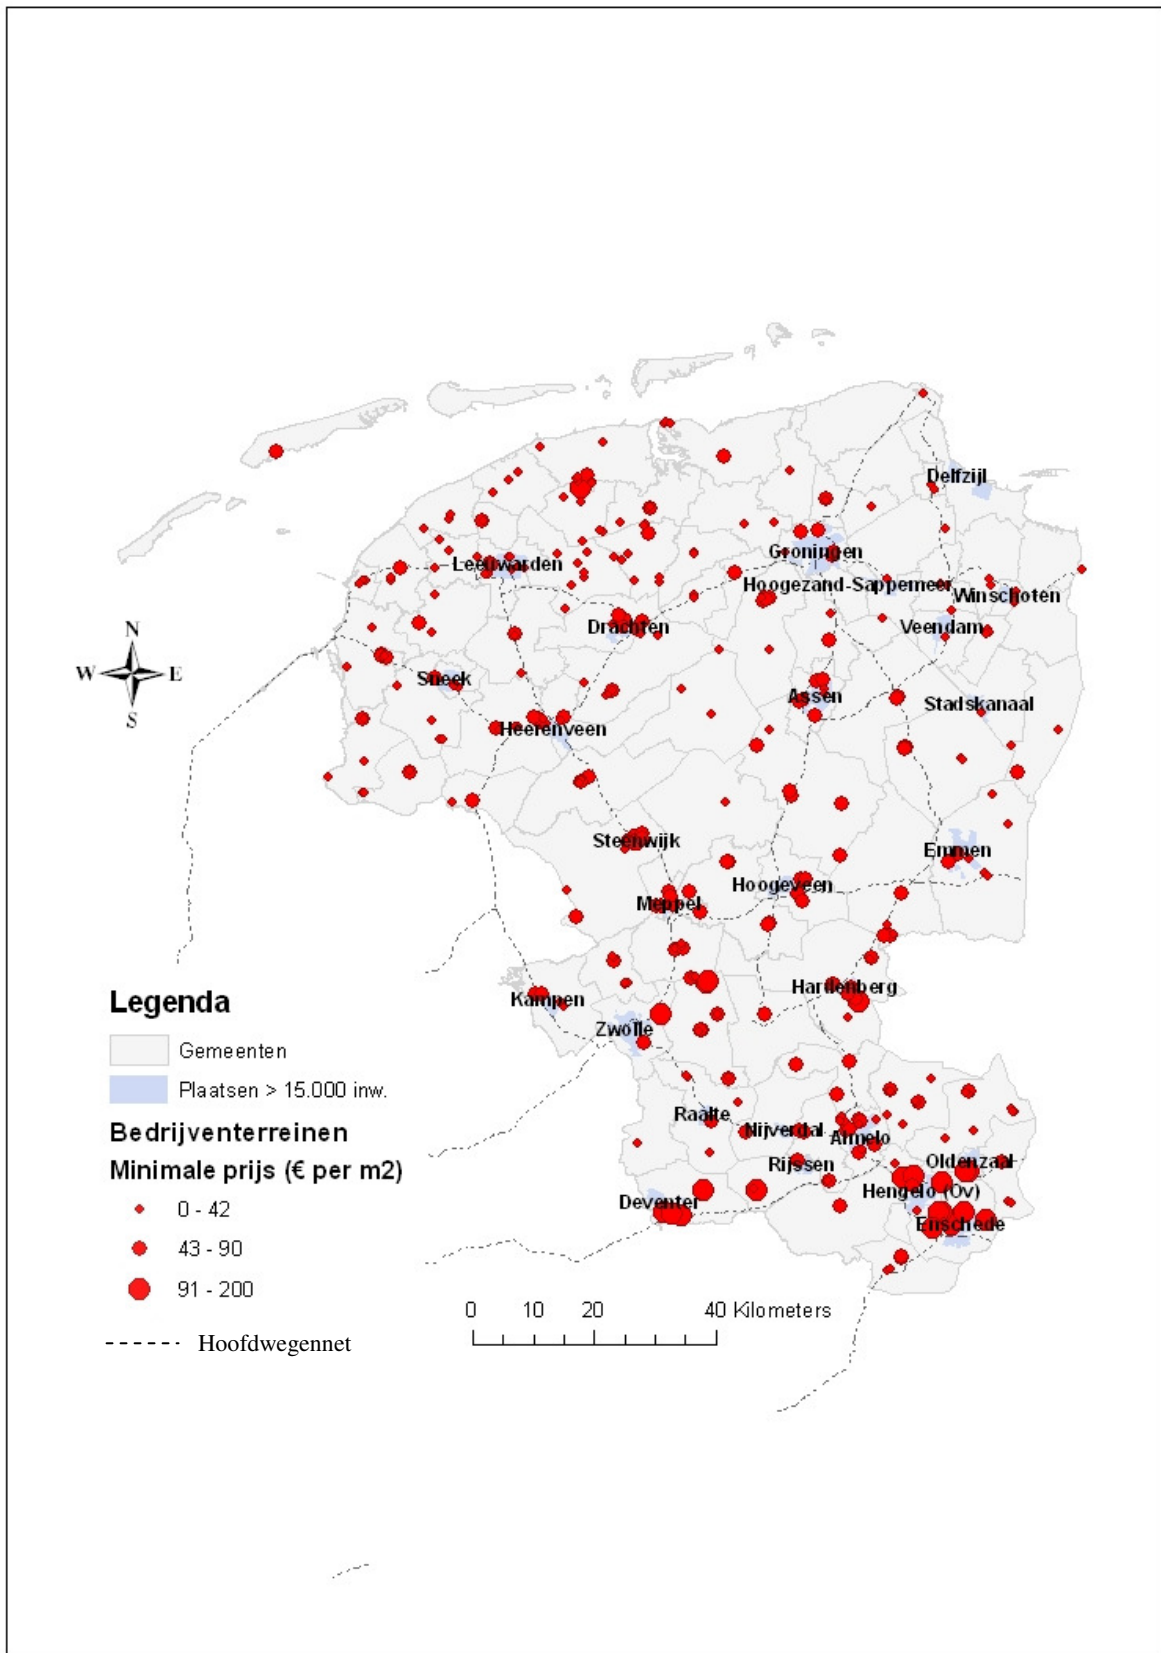 Delfzijl
Groningen
Leeuwarden
Hoogezand-Sappemeer
Winschoten
Drachten
Veendam
N
W
E
S
Sneek
Assen
Stadskanaal
Heerenveen
Steenwijk
Emmen
Hoogeveen
Meppel
Hardenberg
Kampen
Zwolle
Legenda
Gemeenten
Plaatsen > 15.000 inw.
Bedrijventerreinen
Minimale prijs (€ per m2)
0 - 42
43 - 90
91 - 200
Hoofdwegennet
Raalte
Nijverdal
Almelo
Rijssen
Oldenzaal
Hengelo (Ov)
Deventer
Enschede
0 10 20 40 Kilometers